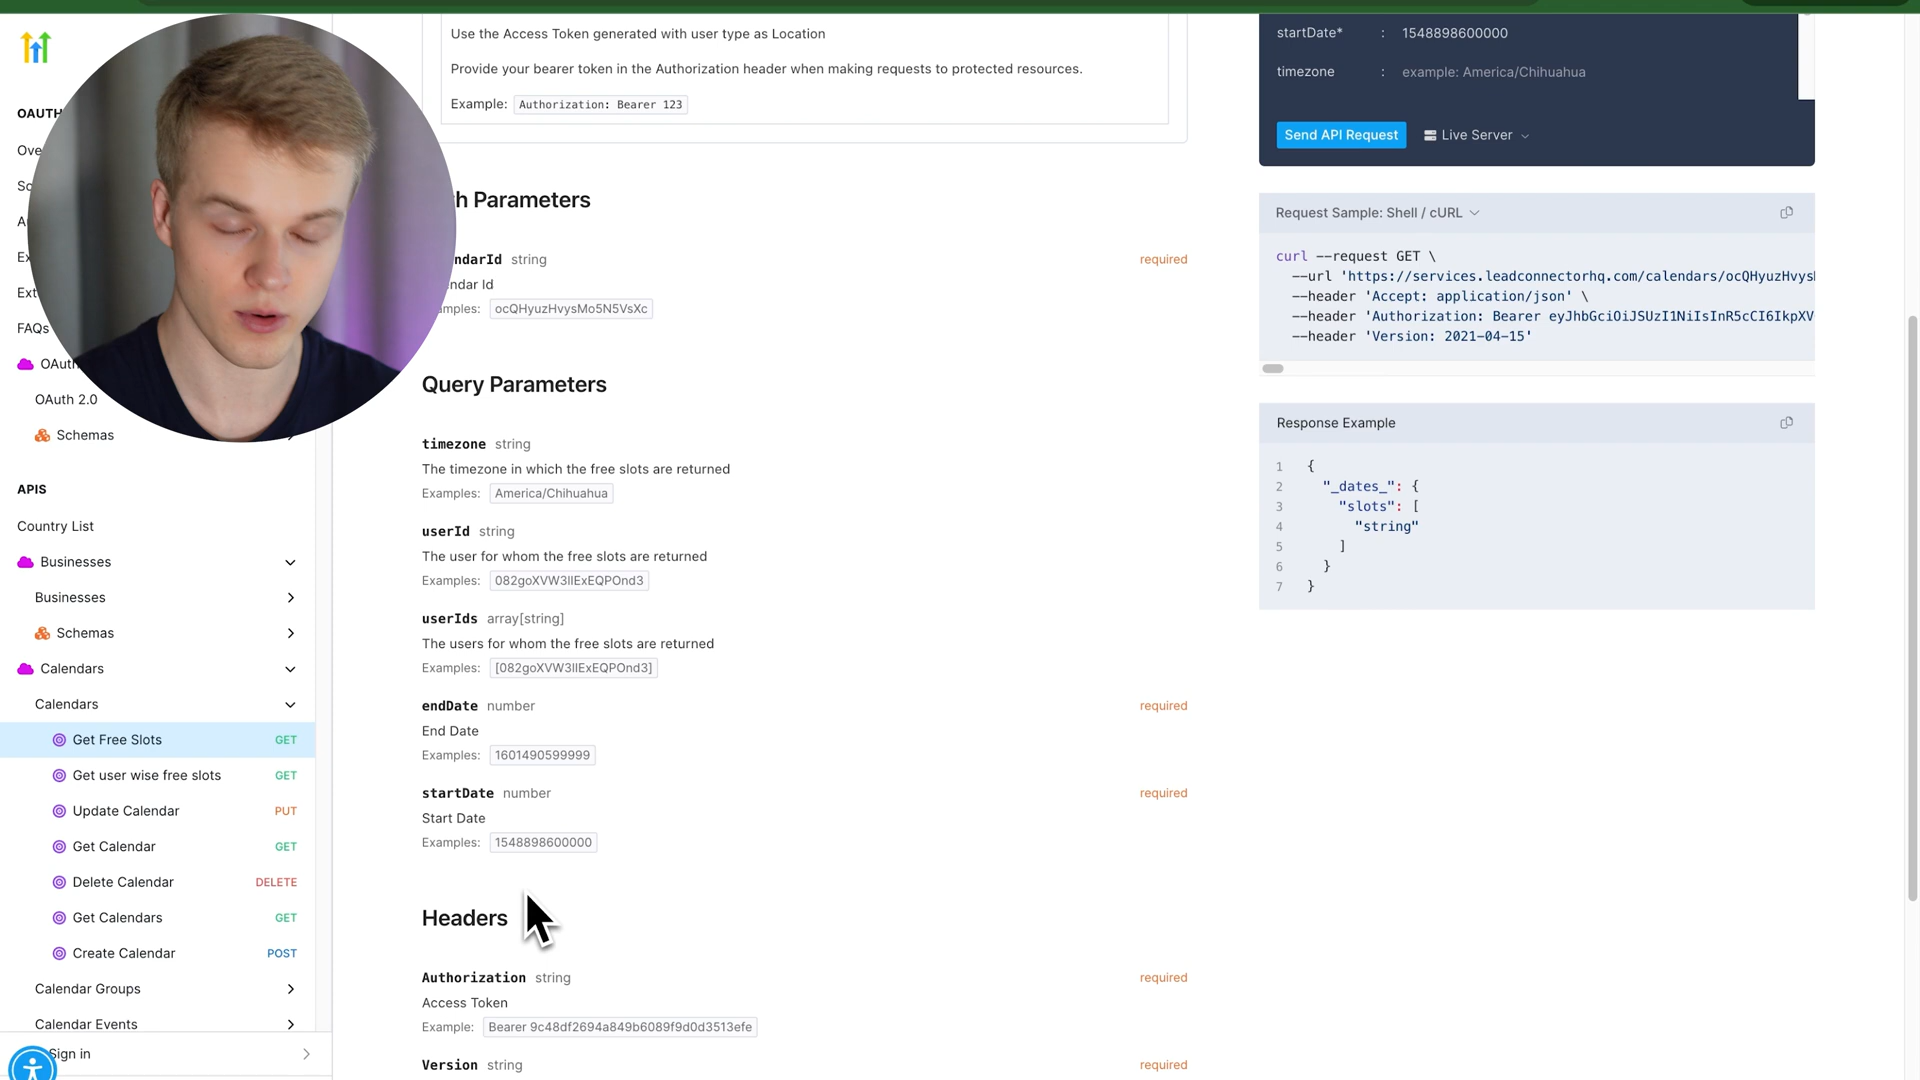 OAUTH
OAuth
OAuth 2.0
Schemas
FAQs
APIS
Country List
Businesses
Businesses
Schemas
Calendars
Calendars
Get Free Slots GET
Get user wise free slots GET
Update Calendar PUT
Get Calendar GET
Delete Calendar DELETE
Get Calendars GET
Create Calendar POST
Calendar Groups
Calendar Events
Sign in
Use the Access Token generated with user type as Location
Provide your bearer token in the Authorization header when making requests to protected resources.
Example: Authorization: Bearer 123
h Parameters
ndarId string required
ndar Id
mples: ocQHyuzHvysMo5N5VsXc
Query Parameters
timezone string
The timezone in which the free slots are returned
Examples: America/Chihuahua
userId string
The user for whom the free slots are returned
Examples: 082goXVW3lIExEQPOnd3
userIds array[string]
The users for whom the free slots are returned
Examples: [082goXVW3lIExEQPOnd3]
endDate number required
End Date
Examples: 1601490599999
startDate number required
Start Date
Examples: 1548898600000
Headers
Authorization string required
Access Token
Example: Bearer 9c48df2694a849b6089f9d0d3513efe
Version string required
startDate* : 1548898600000
timezone : example: America/Chihuahua
Send API Request Live Server
Request Sample: Shell / cURL
curl --request GET \
--url 'https://services.leadconnectorhq.com/calendars/ocQHyuzHvys
--header 'Accept: application/json' \
--header 'Authorization: Bearer eyJhbGciOiJSUzI1NiIsInR5cCI6IkpXV
--header 'Version: 2021-04-15'
Response Example
1 {
2 "_dates_": {
3 "slots": [
4 "string"
5 ]
6 }
7 }